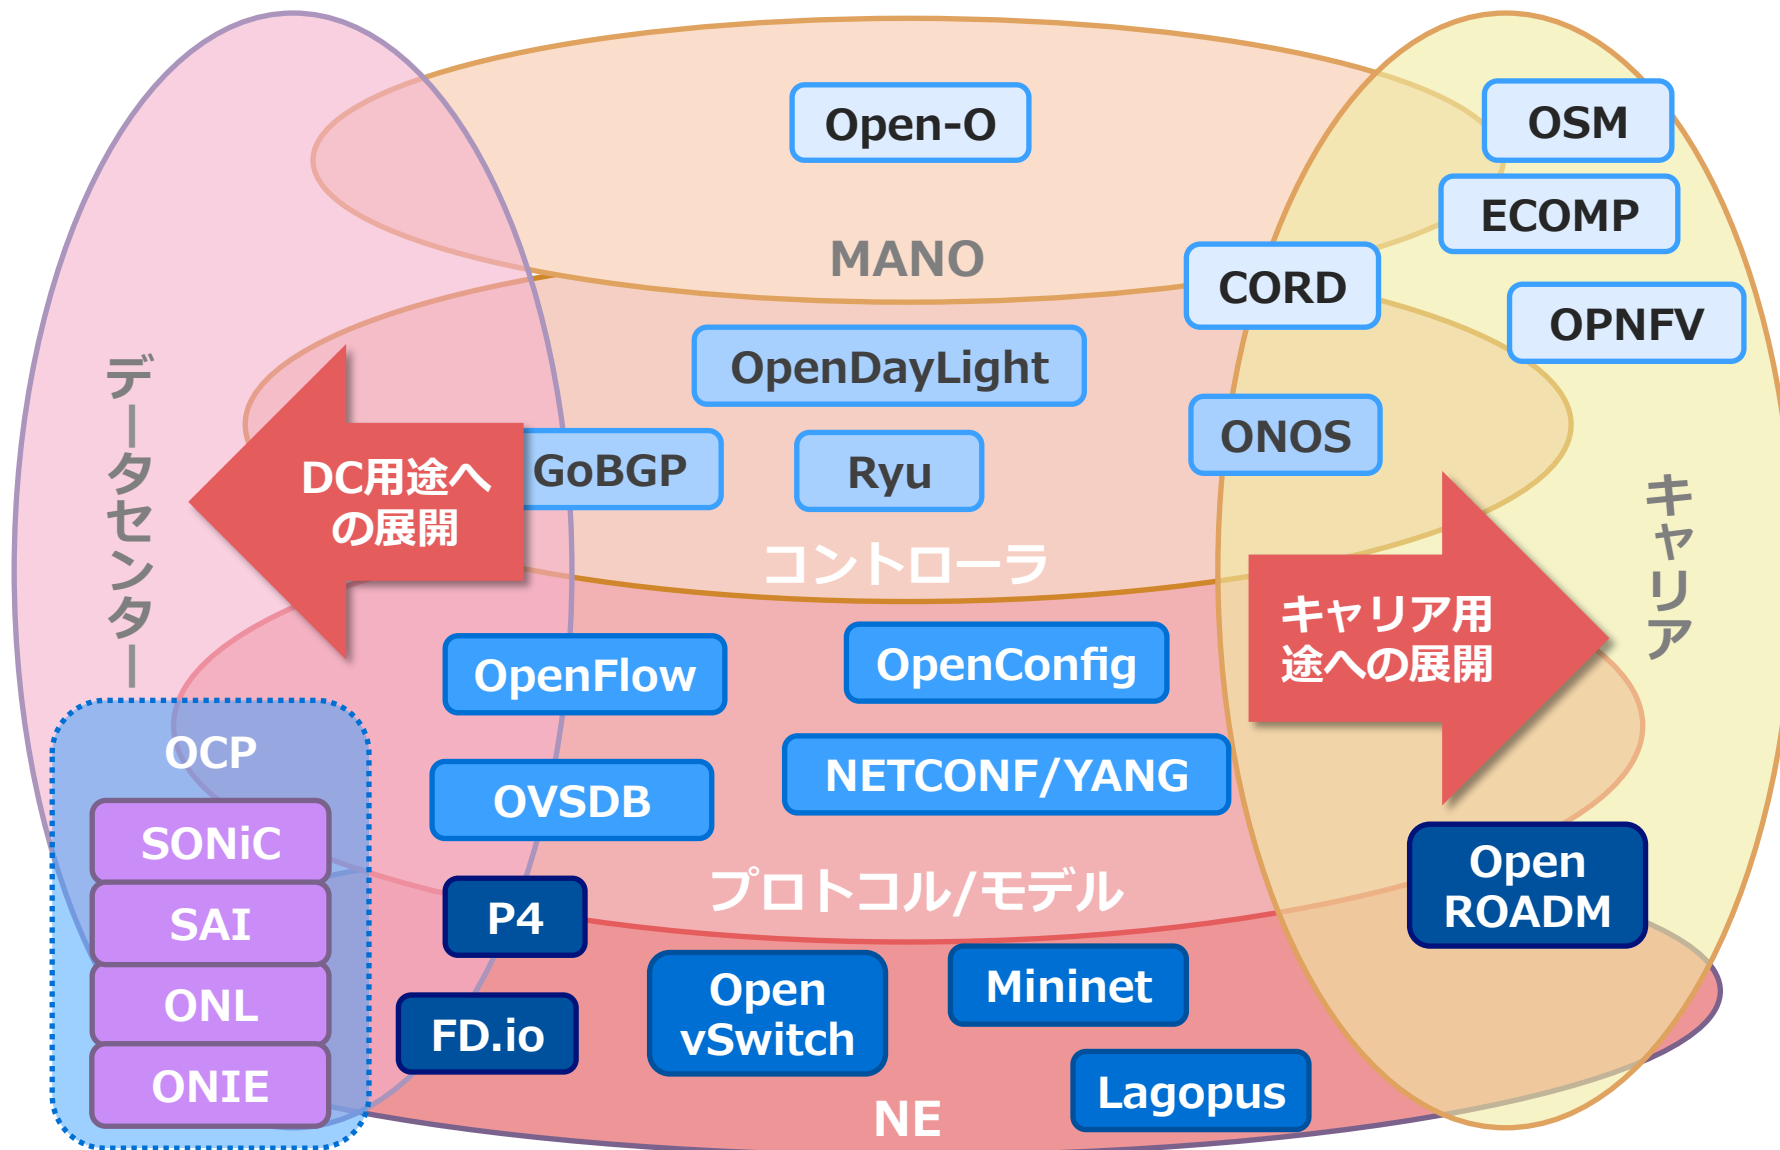 Open-O
OSM
ECOMP
MANO
CORD
OPNFV
OpenDayLight
データセンター
ONOS
DC用途へ
の展開
GoBGP
Ryu
キャリア
コントローラ
キャリア用
途への展開
OpenFlow
OpenConfig
OCP
OVSDB
NETCONF/YANG
SONiC
プロトコル/モデル
Open
ROADM
SAI
P4
Open
vSwitch
Mininet
ONL
FD.io
ONIE
Lagopus
NE